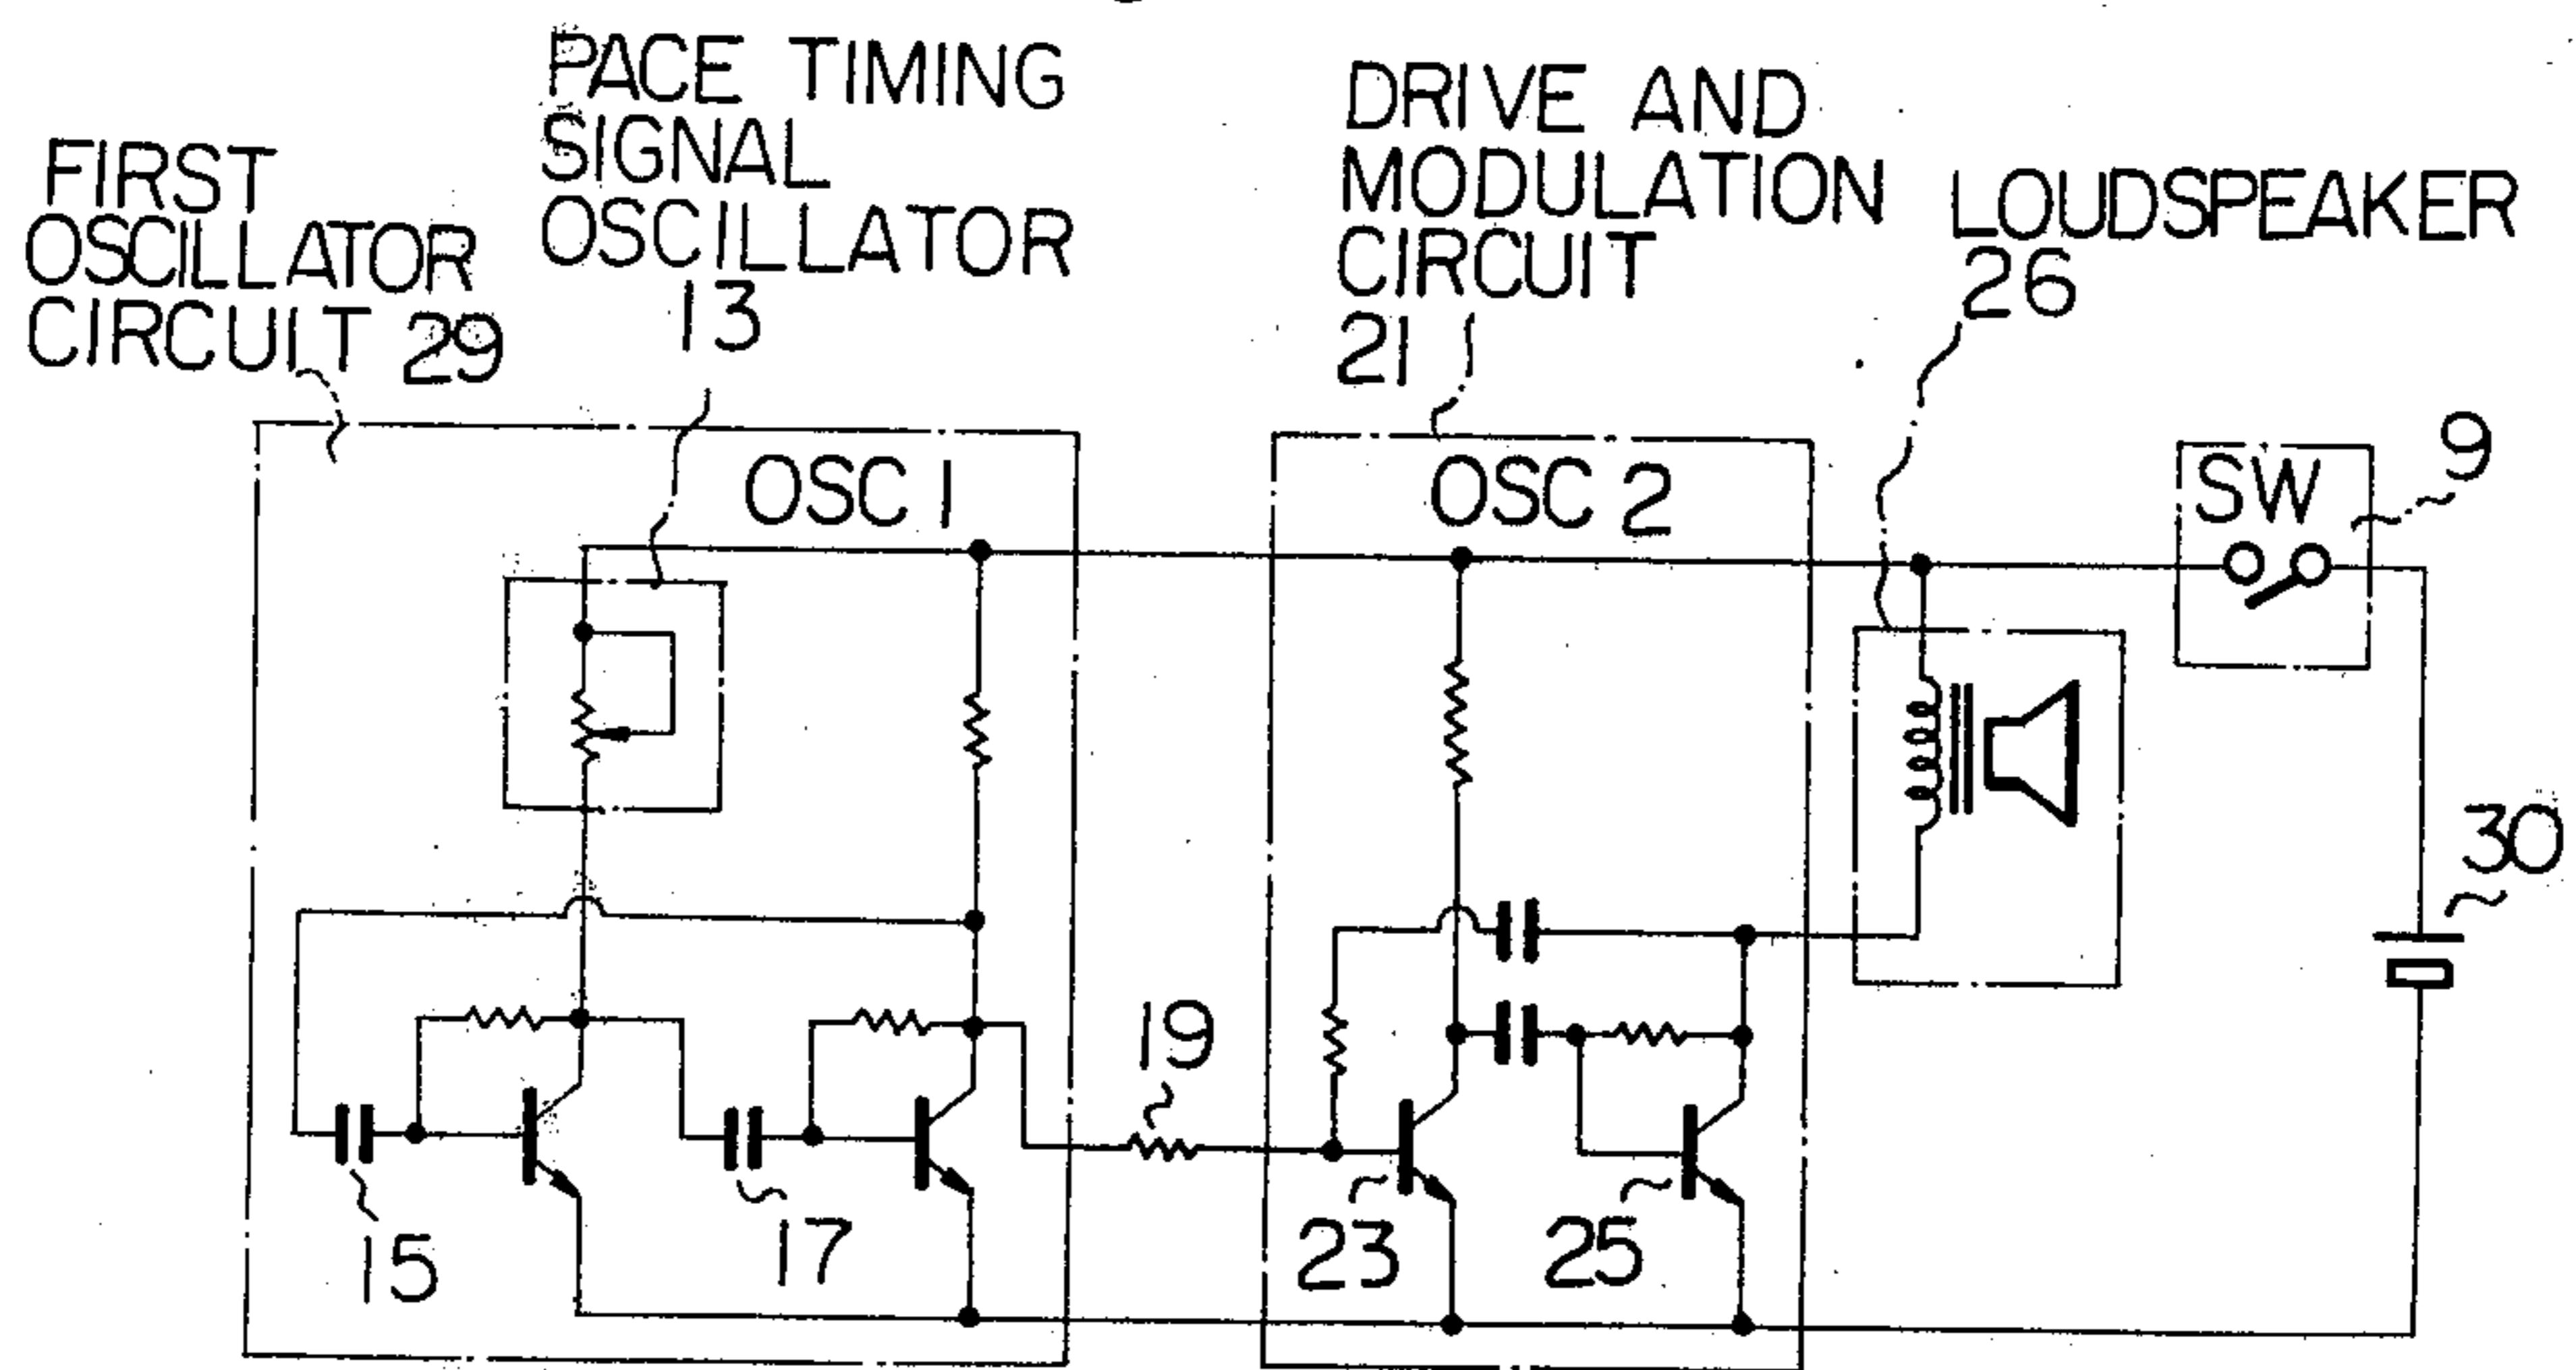 FIRST
OSCILLATOR
CIRCUIT 29
PACE TIMING
SIGNAL
OSCILLATOR
13
DRIVE AND
MODULATION
CIRCUIT
21
LOUDSPEAKER
26
OSC 1
OSC 2
SW
9
30
19
15
17
23
25